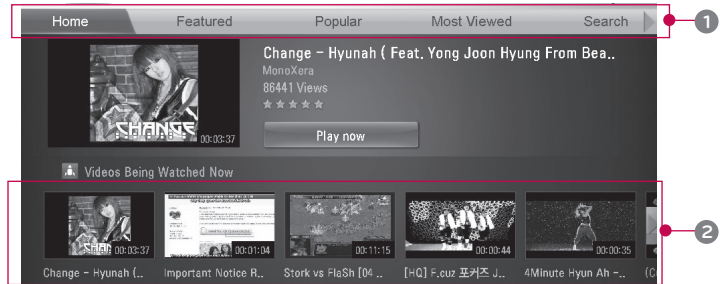 Home Featured Popular Most Viewed Search
1
Change - Hyunah ( Feat. Yong Joon Hyung From Bea..
MonoXera
86441 Views
CHANGE
00:03:37
Play now
Videos Being Watched Now
2
00:03:37 00:01:04 00:11:15 00:00:44 00:00:35
Change - Hyunah (.. Important Notice R.. Stork vs FlaSh [04 .. [HQ] F.cuz 포커즈 J.. 4Minute Hyun Ah -.. (Co